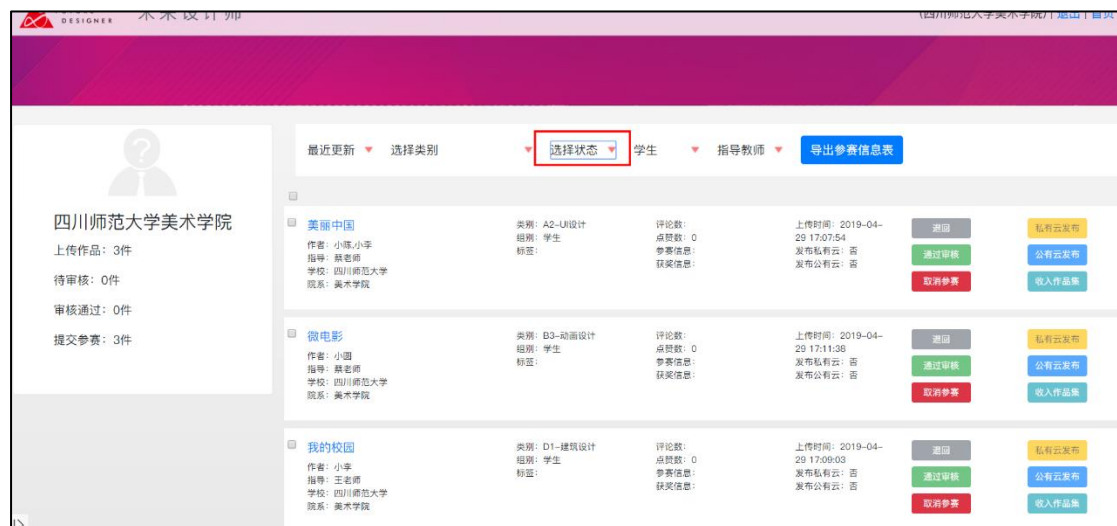 DESIGNER 未来设计师
(四川师范大学美术学院) | 退出 | 首页
最近更新 选择类别 选择状态 学生 指导教师 导出参赛信息表
四川师范大学美术学院
上传作品：3件
待审核：0件
审核通过：0件
提交参赛：3件
美丽中国
作者：小陈,小李
指导：蔡老师
学校：四川师范大学
院系：美术学院
类别：A2-UI设计
组别：学生
标签：
评论数：
点赞数：0
参赛信息：
获奖信息：
上传时间：2019-04-
29 17:07:54
发布私有云：否
发布公有云：否
退回
通过审核
取消参赛
私有云发布
公有云发布
收入作品集
微电影
作者：小圆
指导：蔡老师
学校：四川师范大学
院系：美术学院
类别：B3-动画设计
组别：学生
标签：
评论数：
点赞数：0
参赛信息：
获奖信息：
上传时间：2019-04-
29 17:11:38
发布私有云：否
发布公有云：否
退回
通过审核
取消参赛
私有云发布
公有云发布
收入作品集
我的校园
作者：小李
指导：王老师
学校：四川师范大学
院系：美术学院
类别：D1-建筑设计
组别：学生
标签：
评论数：
点赞数：0
参赛信息：
获奖信息：
上传时间：2019-04-
29 17:09:03
发布私有云：否
发布公有云：否
退回
通过审核
取消参赛
私有云发布
公有云发布
收入作品集